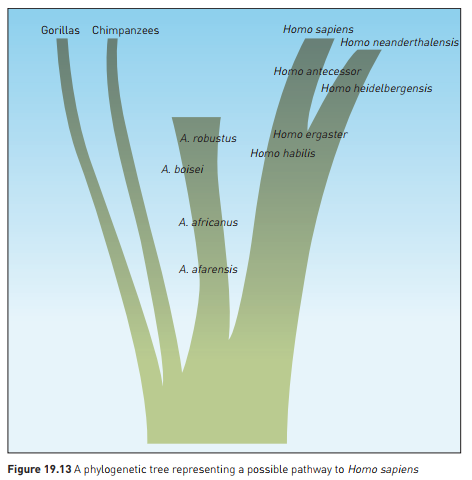 Gorillas Chimpanzees Homo sapiens
Homo neanderthalensis
Homo antecessor
Homo heidelbergensis
Homo ergaster
A. robustus
Homo habilis
A. boisei
A. africanus
A. afarensis
Figure 19.13 A phylogenetic tree representing a possible pathway to Homo sapiens